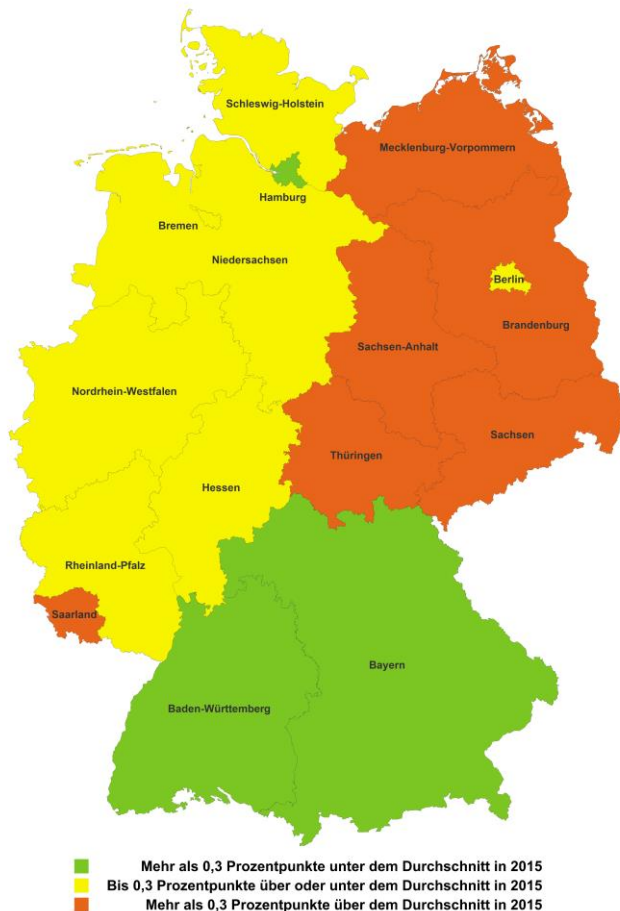 Schleswig-Holstein
Mecklenburg-Vorpommern
Hamburg
Bremen
Niedersachsen
Berlin
Brandenburg
Sachsen-Anhalt
Nordrhein-Westfalen
Sachsen
Thüringen
Hessen
Rheinland-Pfalz
Saarland
Bayern
Baden-Württemberg
Mehr als 0,3 Prozentpunkte unter dem Durchschnitt in 2015
Bis 0,3 Prozentpunkte über oder unter dem Durchschnitt in 2015
Mehr als 0,3 Prozentpunkte über dem Durchschnitt in 2015